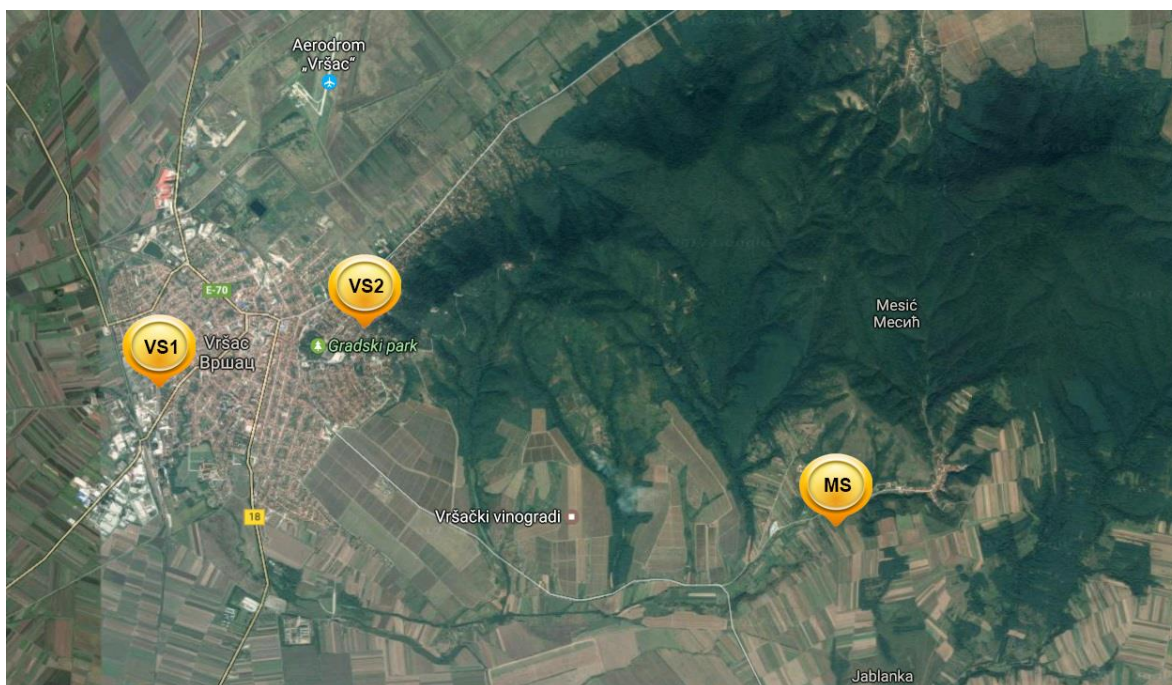 Aerodrom
„Vršac“
E-70
VS2
VS1
Vršac
Вршац
Gradski park
Mesić
Месић
MS
18
Vršački vinogradi
Jablanka